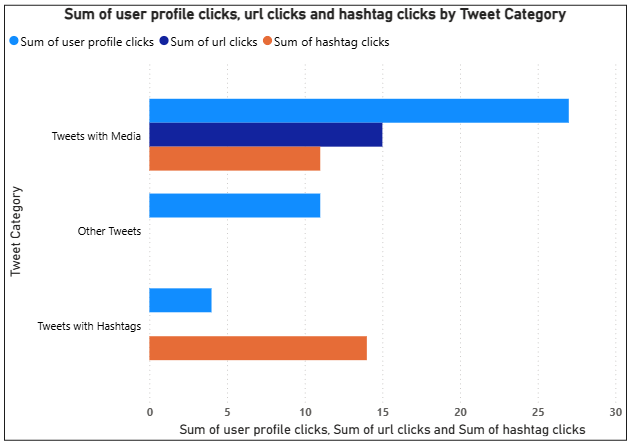 Sum of user profile clicks, url clicks and hashtag clicks by Tweet Category
Sum of user profile clicks Sum of url clicks Sum of hashtag clicks
Tweet Category
Tweets with Media
Other Tweets
Tweets with Hashtags
0 5 10 15 20 25 30
Sum of user profile clicks, Sum of url clicks and Sum of hashtag clicks